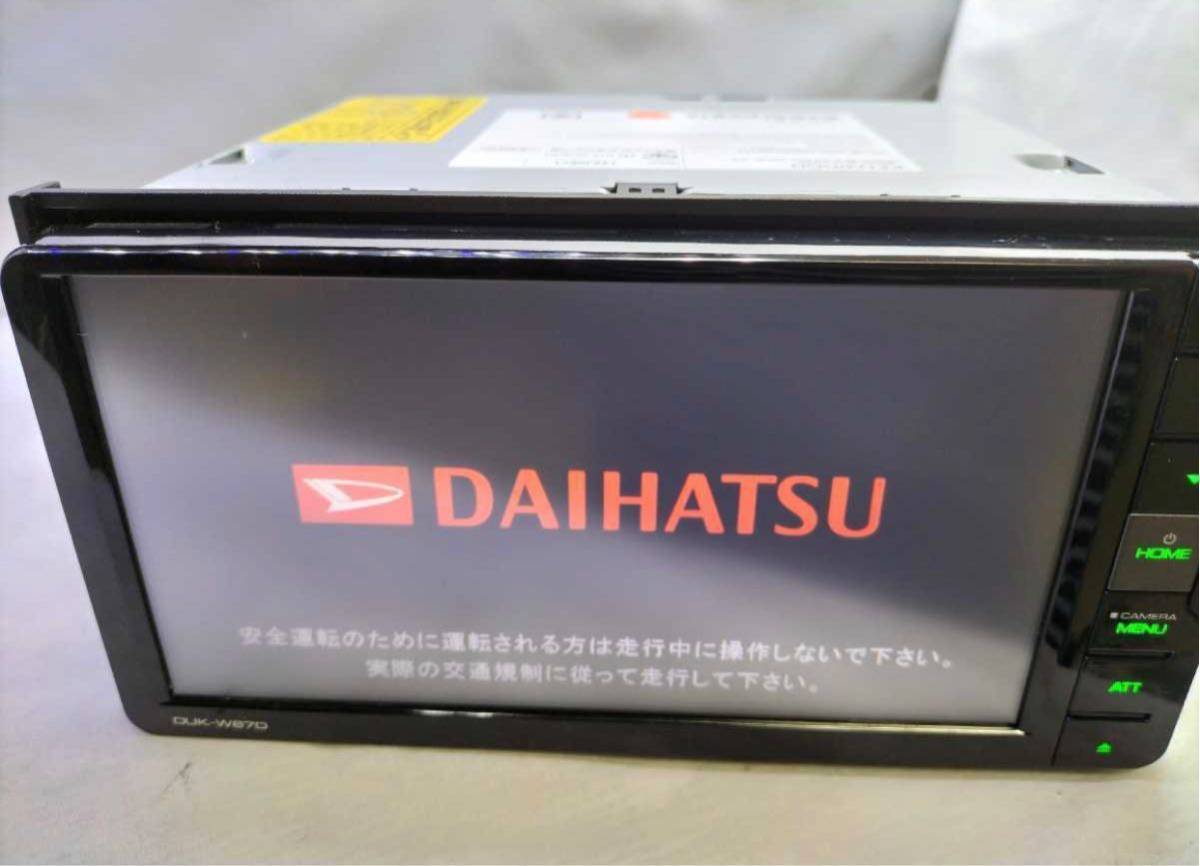 DAIHATSU
安全運転のために運転される方は走行中に操作しないで下さい。
実際の交通規制に従って走行して下さい。
HOME
CAMERA
MENU
ATT
DUK-W67D